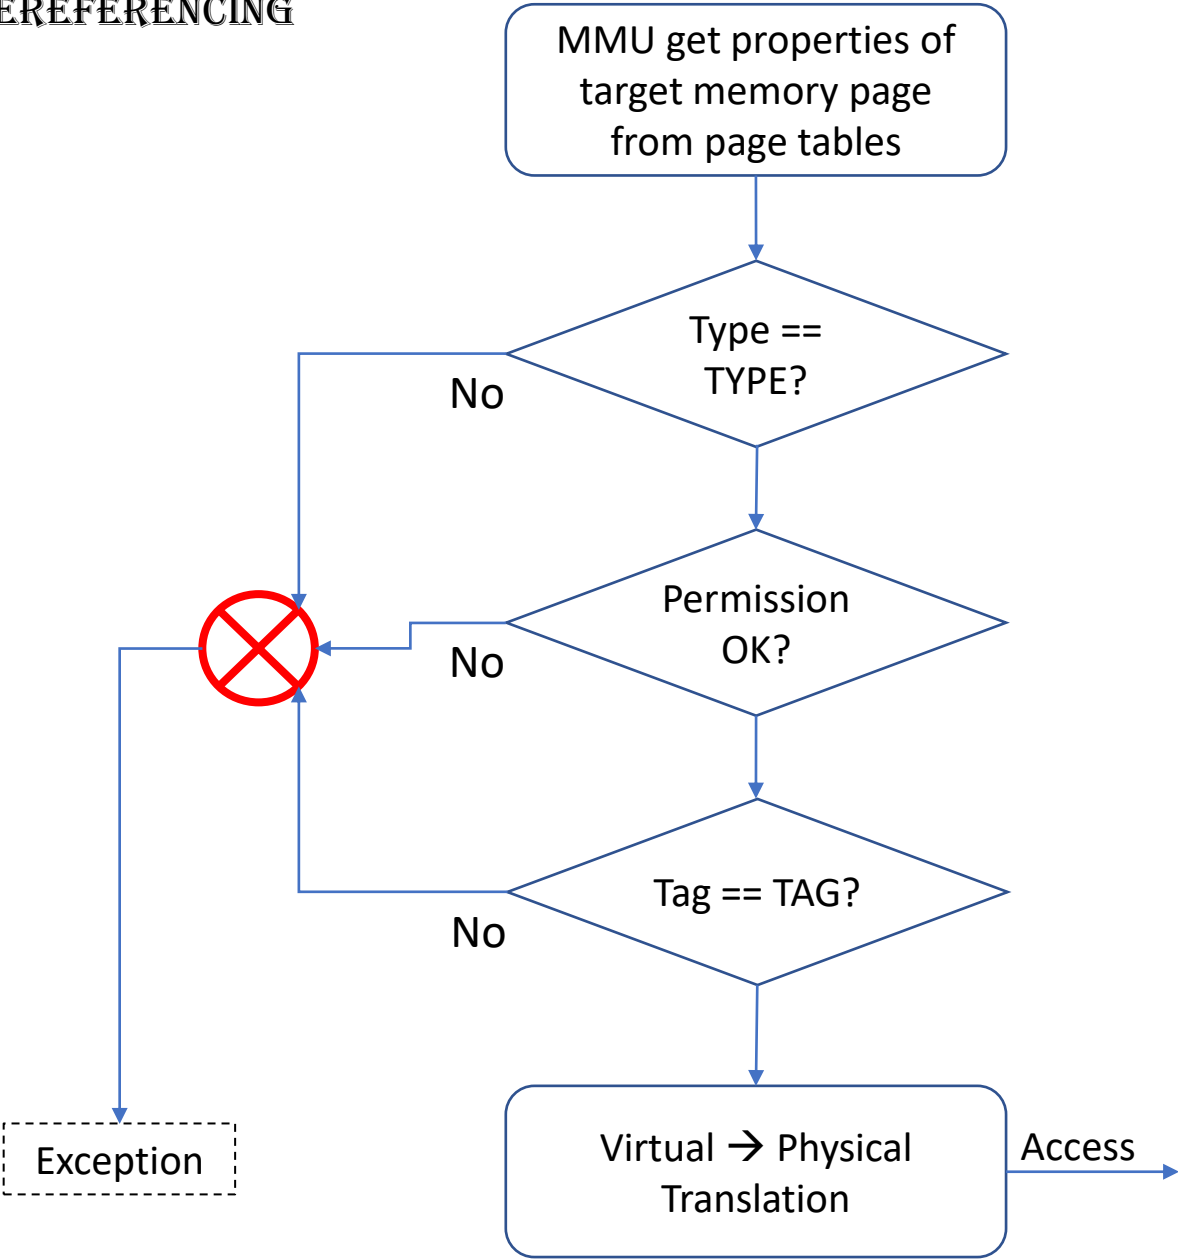 EREFERENCING
MMU get properties of
target memory page
from page tables
Type ==
TYPE?
No
Permission
OK?
No
Tag == TAG?
No
Exception
Virtual → Physical
Translation
Access